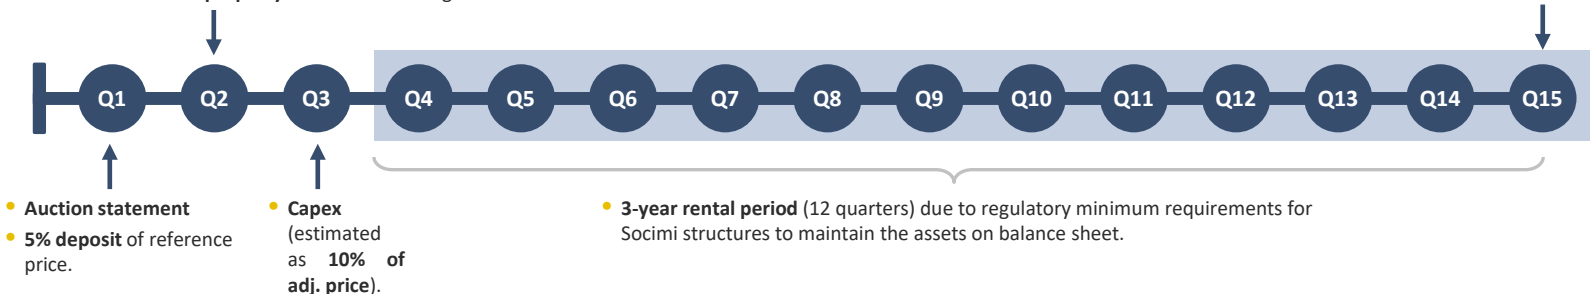 Q1 Q2 Q3 Q4 Q5 Q6 Q7 Q8 Q9 Q10 Q11 Q12 Q13 Q14 Q15
• Auction statement
• 5% deposit of reference
price.
• Capex
(estimated
as 10% of
adj. price).
• 3-year rental period (12 quarters) due to regulatory minimum requirements for
Socimi structures to maintain the assets on balance sheet.